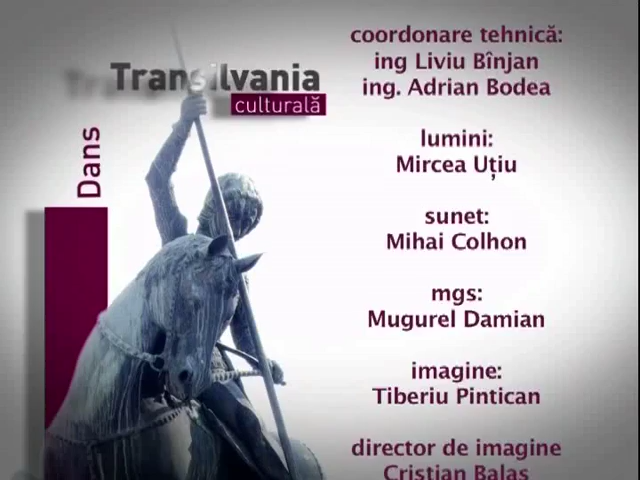 Transilvania
culturală
Dans
coordonare tehnică:
ing Liviu Bînjan
ing. Adrian Bodea
lumini:
Mircea Uțiu
sunet:
Mihai Colhon
mgs:
Mugurel Damian
imagine:
Tiberiu Pintican
director de imagine
Cristian Balaș